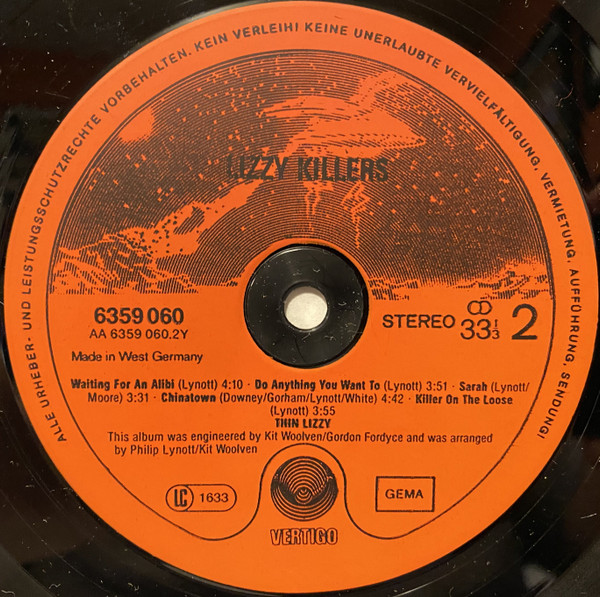 ALLE URHEBER- UND LEISTUNGSSCHUTZRECHTE VORBEHALTEN. KEIN VERLEIH! KEINE UNERLAUBTE VERVIELFÄLTIGUNG, VERMIETUNG, AUFFÜHRUNG, SENDUNG!
LIZZY KILLERS
6359 060
AA 6359 060.2Y
Made in West Germany
STEREO 33 1/3 2
Waiting For An Alibi (Lynott) 4:10 · Do Anything You Want To (Lynott) 3:51 · Sarah (Lynott/
Moore) 3:31 · Chinatown (Downey/Gorham/Lynott/White) 4:42 · Killer On The Loose
(Lynott) 3:55
THIN LIZZY
This album was engineered by Kit Woolven/Gordon Fordyce and was arranged
by Philip Lynott/Kit Woolven
LC 1633
GEMA
VERTIGO